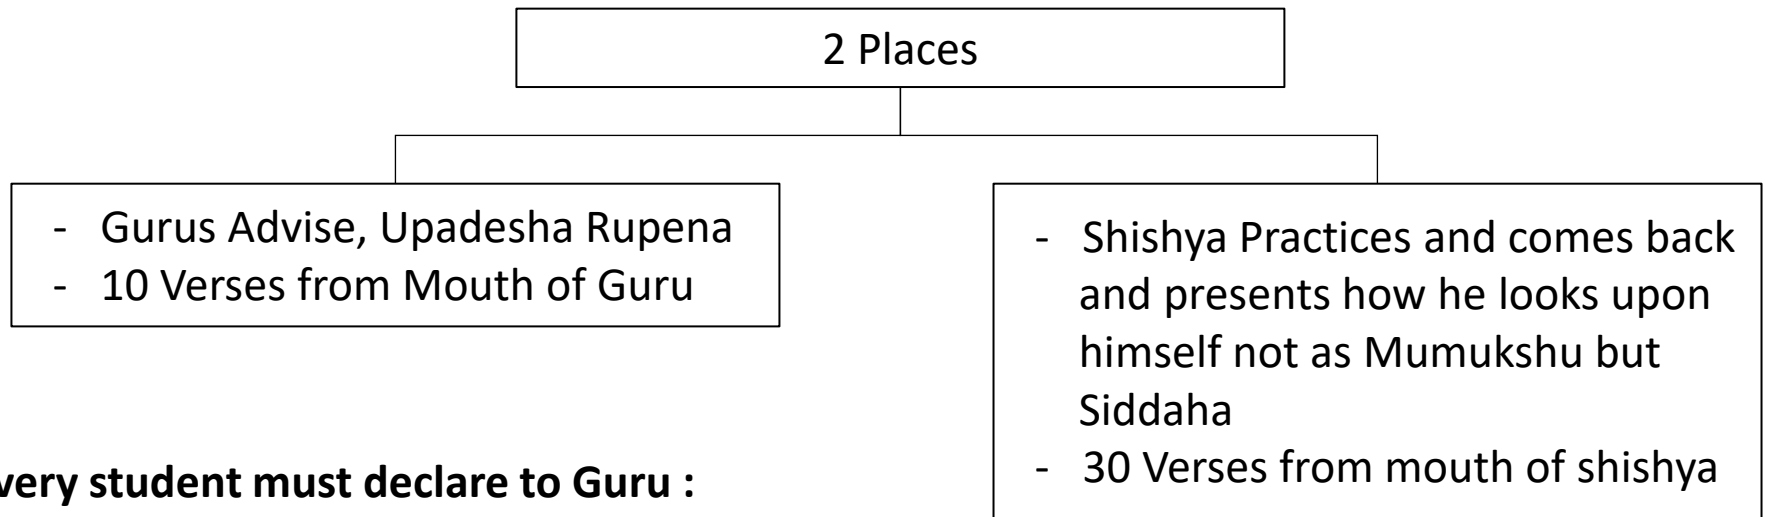 2 Places
- Gurus Advise, Upadesha Rupena
- 10 Verses from Mouth of Guru
- Shishya Practices and comes back
and presents how he looks upon
himself not as Mumukshu but
Siddaha
- 30 Verses from mouth of shishya
very student must declare to Guru :